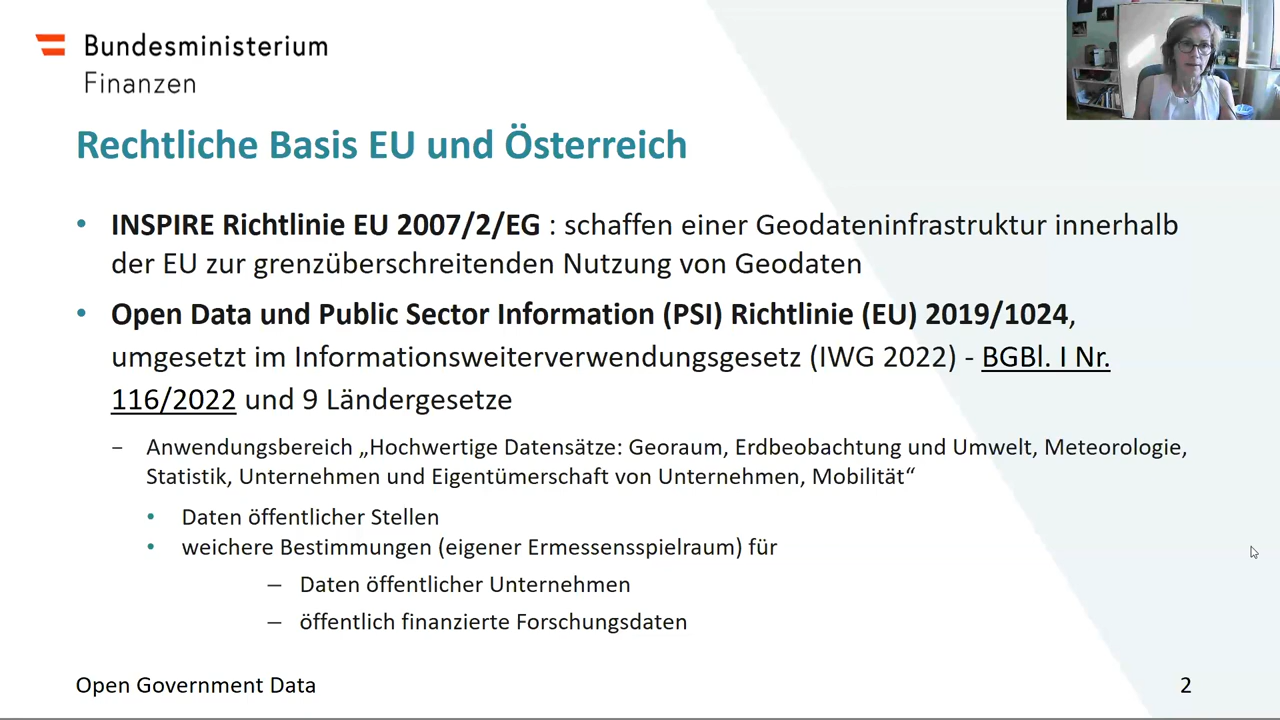 Bundesministerium
Finanzen
Rechtliche Basis EU und Österreich
• INSPIRE Richtlinie EU 2007/2/EG : schaffen einer Geodateninfrastruktur innerhalb
der EU zur grenzüberschreitenden Nutzung von Geodaten
• Open Data und Public Sector Information (PSI) Richtlinie (EU) 2019/1024,
umgesetzt im Informationsweiterverwendungsgesetz (IWG 2022) - BGBl. I Nr.
116/2022 und 9 Ländergesetze
− Anwendungsbereich „Hochwertige Datensätze: Georaum, Erdbeobachtung und Umwelt, Meteorologie,
Statistik, Unternehmen und Eigentümerschaft von Unternehmen, Mobilität“
• Daten öffentlicher Stellen
• weichere Bestimmungen (eigener Ermessensspielraum) für
— Daten öffentlicher Unternehmen
— öffentlich finanzierte Forschungsdaten
Open Government Data
2